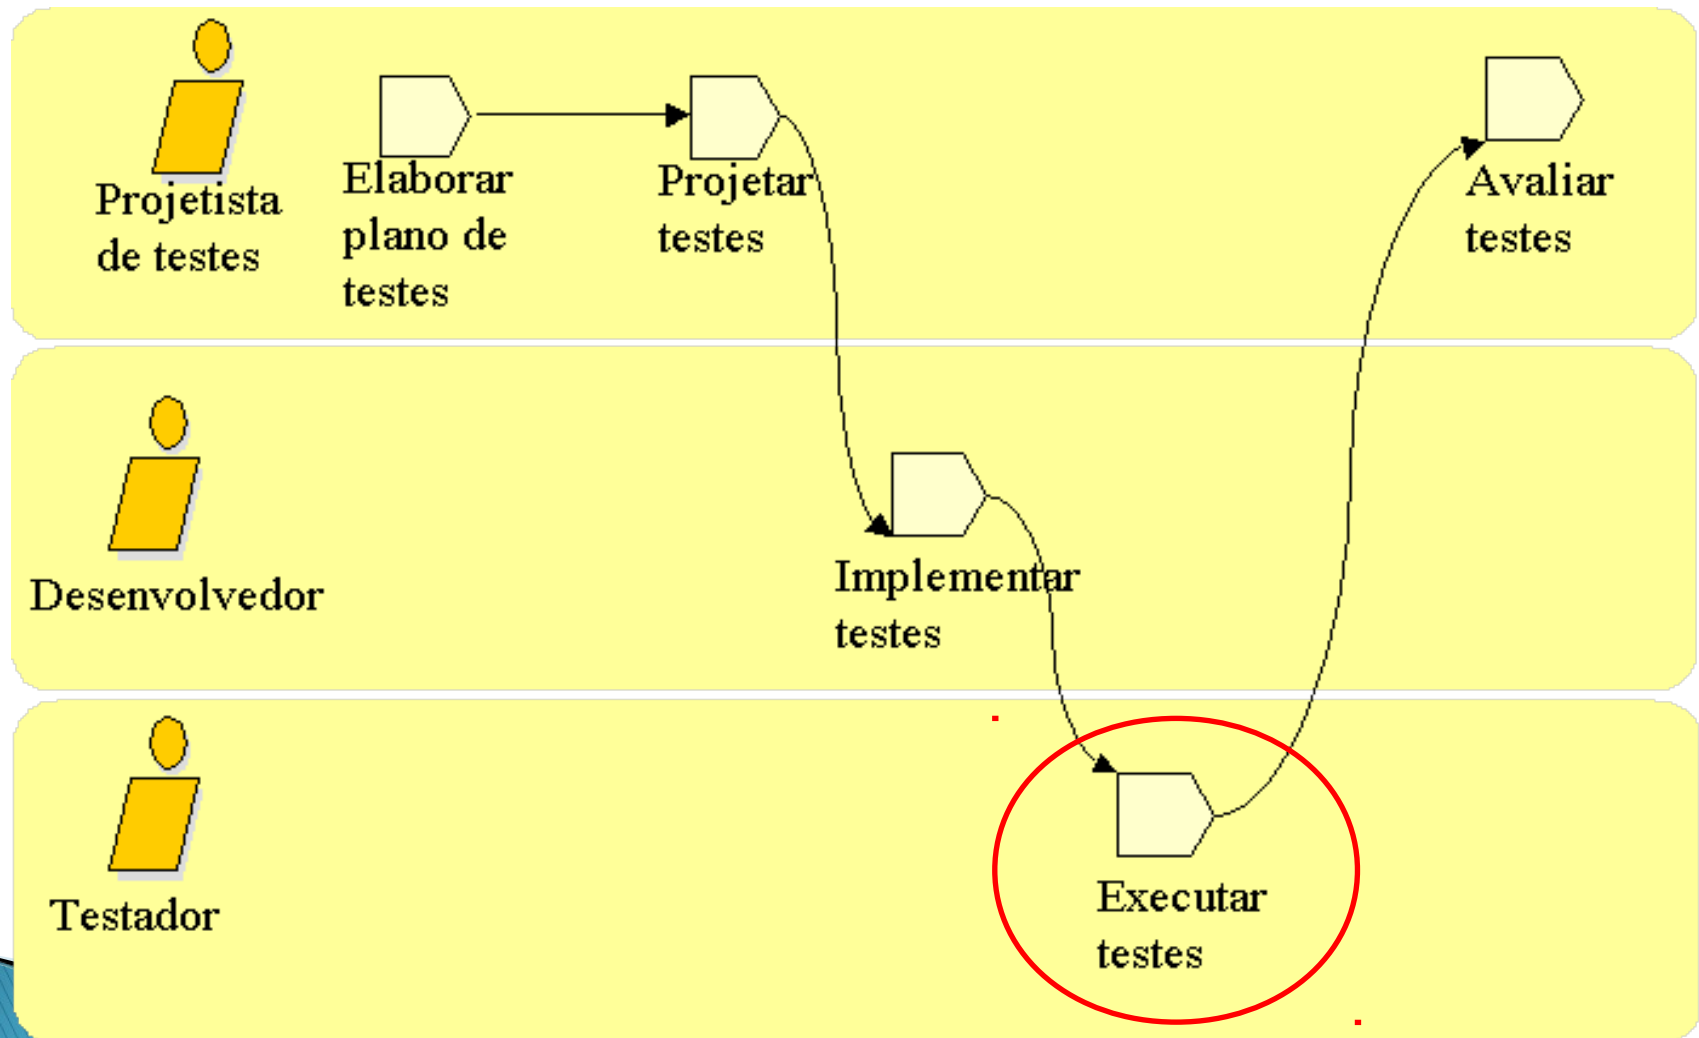 Projetista
de testes
Elaborar
plano de
testes
Projetar
testes
Avaliar
testes
Desenvolvedor
Implementar
testes
Testador
Executar
testes